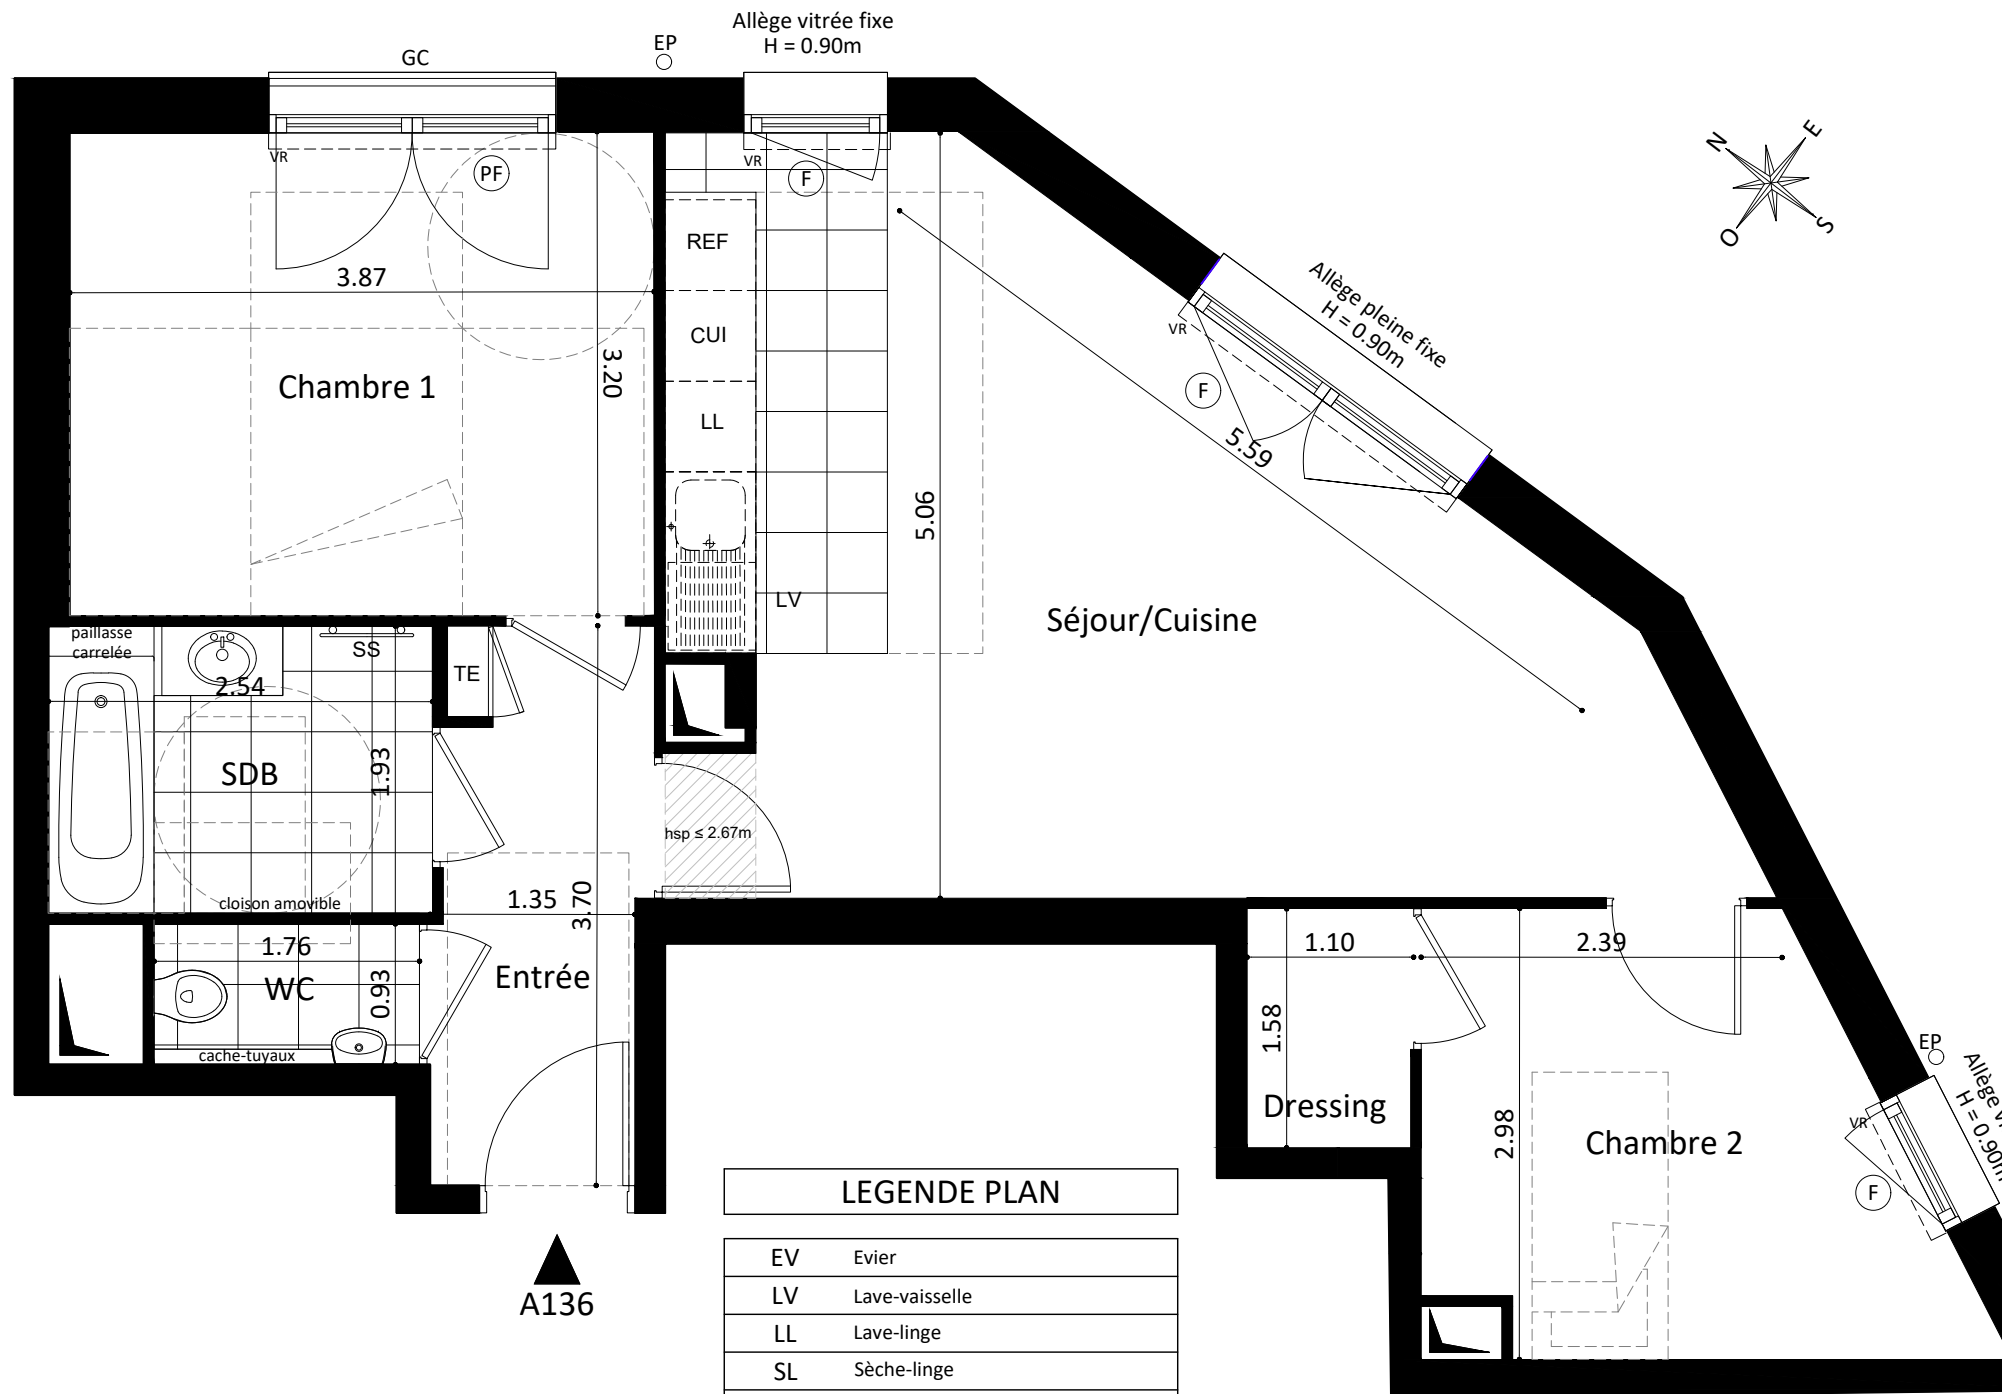 Allège vitrée fixe
H = 0.90m
EP
GC
VR
PF
VR
F
N
E
O
S
REF
CUI
LL
LV
3.87
3.20
Chambre 1
5.06
Allège pleine fixe
H = 0.90m
VR
F
5.59
Séjour/Cuisine
paillasse
carrelée
SS
2.54
TE
SDB
1.93
hsp ≤ 2.67m
cloison amovible
1.35
3.70
1.76
WC
0.93
cache-tuyaux
Entrée
1.10
2.39
1.58
Dressing
2.98
Chambre 2
EP
Allège
H = 0.90m
VR
F
A136
LEGENDE PLAN
EV Evier
LV Lave-vaisselle
LL Lave-linge
SL Sèche-linge